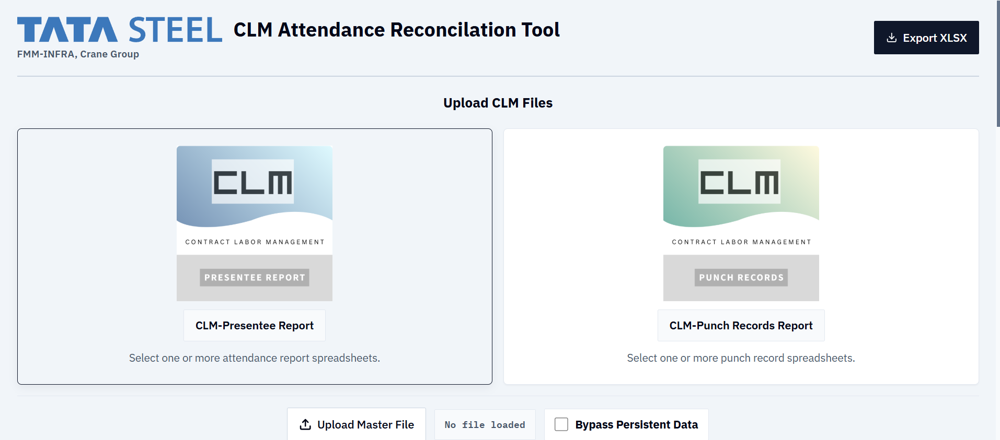 TATA STEEL CLM Attendance Reconcilation Tool
FMM-INFRA, Crane Group
Export XLSX
Upload CLM Files
CLM
CONTRACT LABOR MANAGEMENT
PRESENTEE REPORT
CLM-Presentee Report
Select one or more attendance report spreadsheets.
CLM
CONTRACT LABOR MANAGEMENT
PUNCH RECORDS
CLM-Punch Records Report
Select one or more punch record spreadsheets.
Upload Master File
No file loaded
Bypass Persistent Data